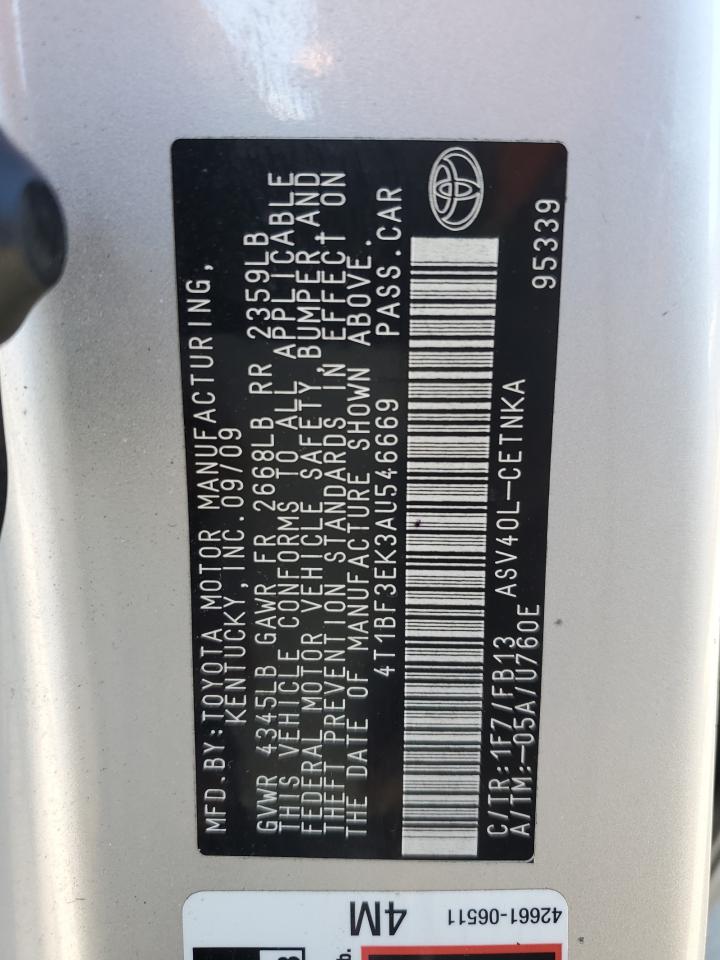 MFD.BY:TOYOTA MOTOR MANUFACTURING,
KENTUCKY, INC. 09/09
GVWR 4345LB GAWR FR 2668LB RR 2359LB
THIS VEHICLE CONFORMS TO ALL APPLICABLE
FEDERAL MOTOR VEHICLE SAFETY, BUMPER AND
THEFT PREVENTION STANDARDS IN EFFECT ON
THE DATE OF MANUFACTURE SHOWN ABOVE.
4T1BF3EK3AU546669 PASS.CAR
C/TR:1F7/FB13 ASV40L-CETNKA 95339
A/TM:-05A/U760E
4M
42661-06511